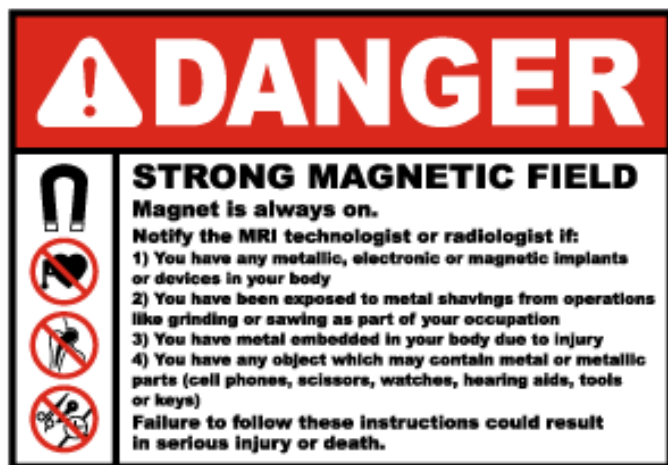 DANGER
STRONG MAGNETIC FIELD
Magnet is always on.
Notify the MRI technologist or radiologist if:
1) You have any metallic, electronic or magnetic implants
or devices in your body
2) You have been exposed to metal shavings from operations
like grinding or sawing as part of your occupation
3) You have metal embedded in your body due to injury
4) You have any object which may contain metal or metallic
parts (cell phones, scissors, watches, hearing aids, tools
or keys)
Failure to follow these instructions could result
in serious injury or death.